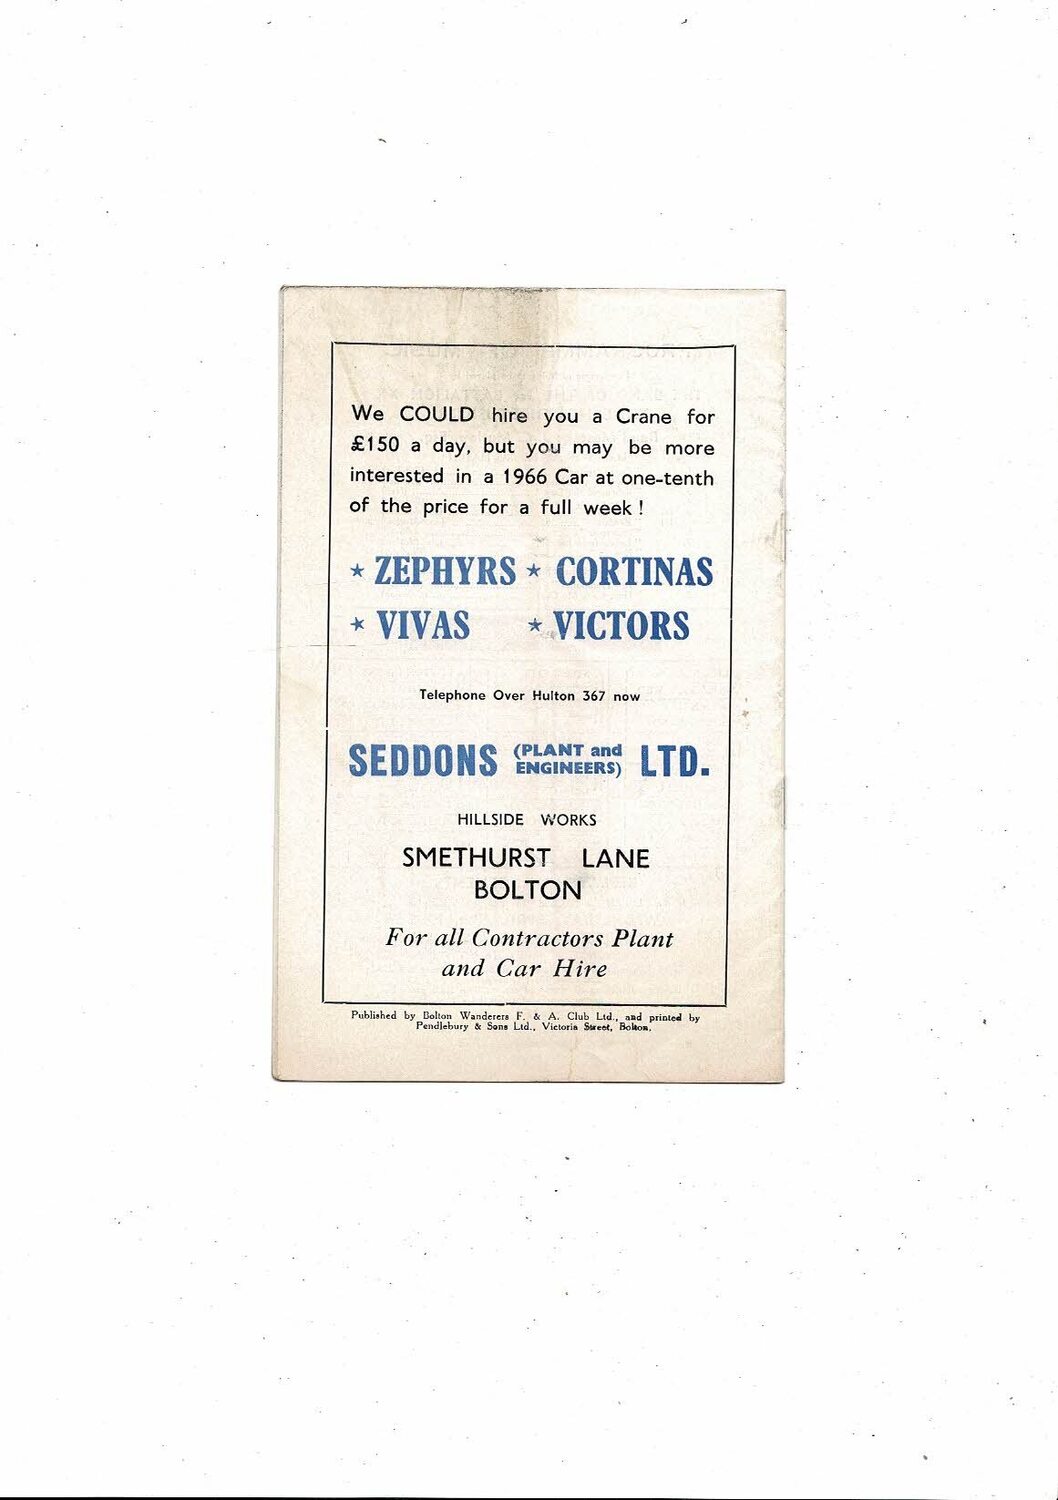 We COULD hire you a Crane for
£150 a day, but you may be more
interested in a 1966 Car at one-tenth
of the price for a full week !
★ ZEPHYRS ★ CORTINAS
★ VIVAS ★ VICTORS
Telephone Over Hulton 367 now
SEDDONS (PLANT and ENGINEERS) LTD.
HILLSIDE WORKS
SMETHURST LANE
BOLTON
For all Contractors Plant
and Car Hire
Published by Bolton Wanderers F. & A. Club Ltd., and printed by
Pendlebury & Sons Ltd., Victoria Street, Bolton.